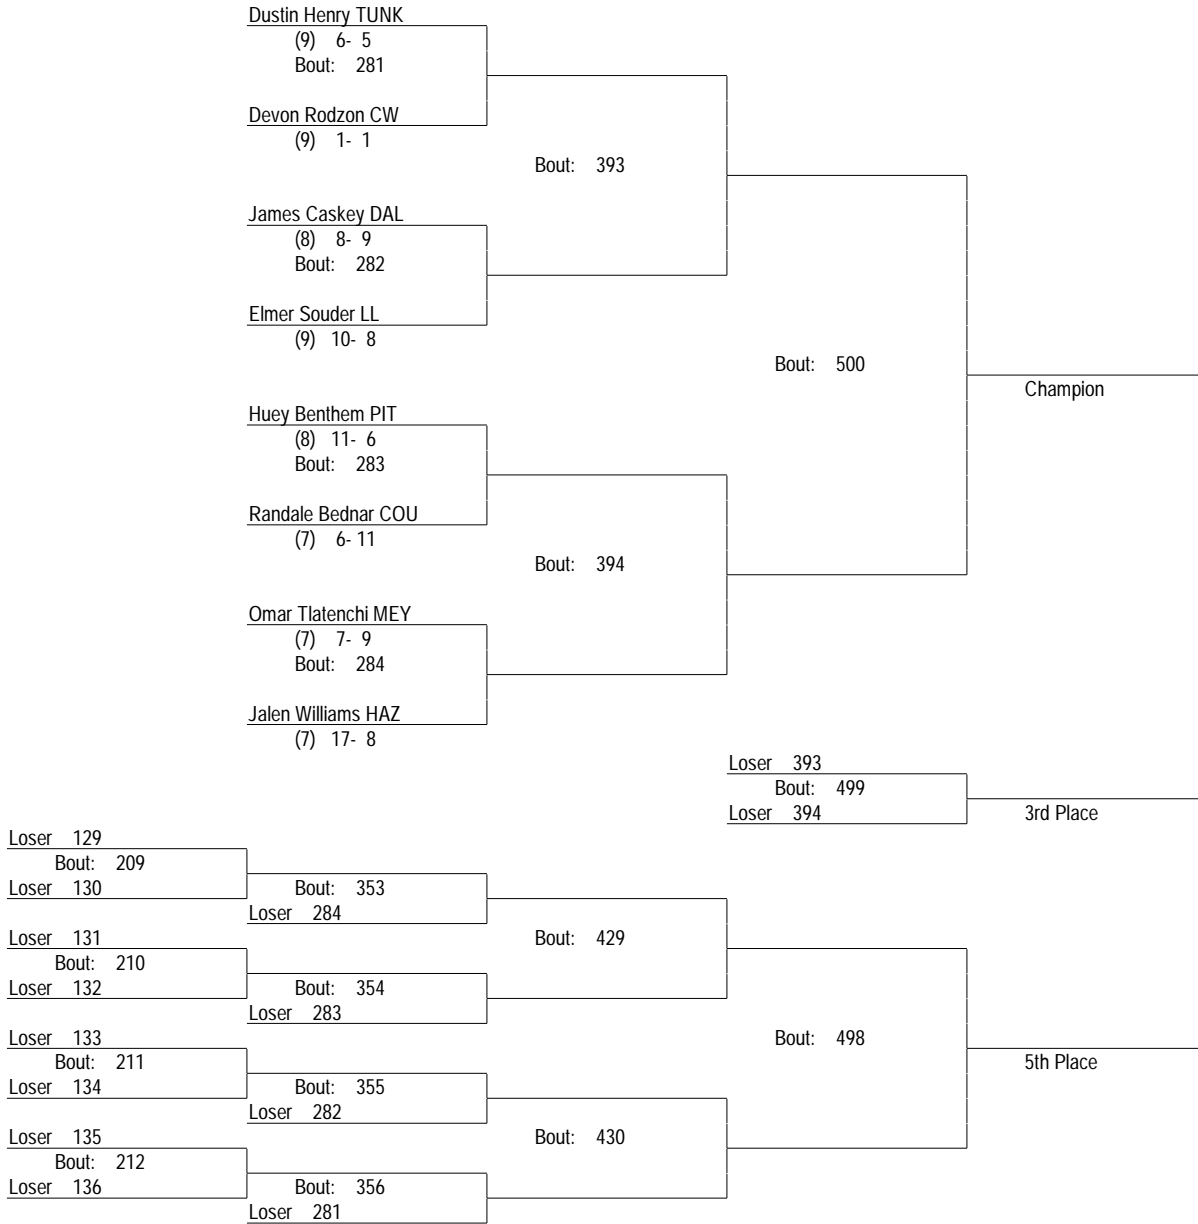 Dustin Henry TUNK
(9) 6- 5
Bout: 281
Devon Rodzon CW
(9) 1- 1
Bout: 393
James Caskey DAL
(8) 8- 9
Bout: 282
Elmer Souder LL
(9) 10- 8
Bout: 500
Champion
Huey Benthem PIT
(8) 11- 6
Bout: 283
Randale Bednar COU
(7) 6- 11
Bout: 394
Omar Tlatenchi MEY
(7) 7- 9
Bout: 284
Jalen Williams HAZ
(7) 17- 8
Loser 393
Bout: 499
Loser 394
3rd Place
Loser 129
Bout: 209
Loser 130
Bout: 353
Loser 284
Bout: 429
Loser 131
Bout: 210
Loser 132
Bout: 354
Loser 283
Bout: 498
5th Place
Loser 133
Bout: 211
Loser 134
Bout: 355
Loser 282
Bout: 430
Loser 135
Bout: 212
Loser 136
Bout: 356
Loser 281